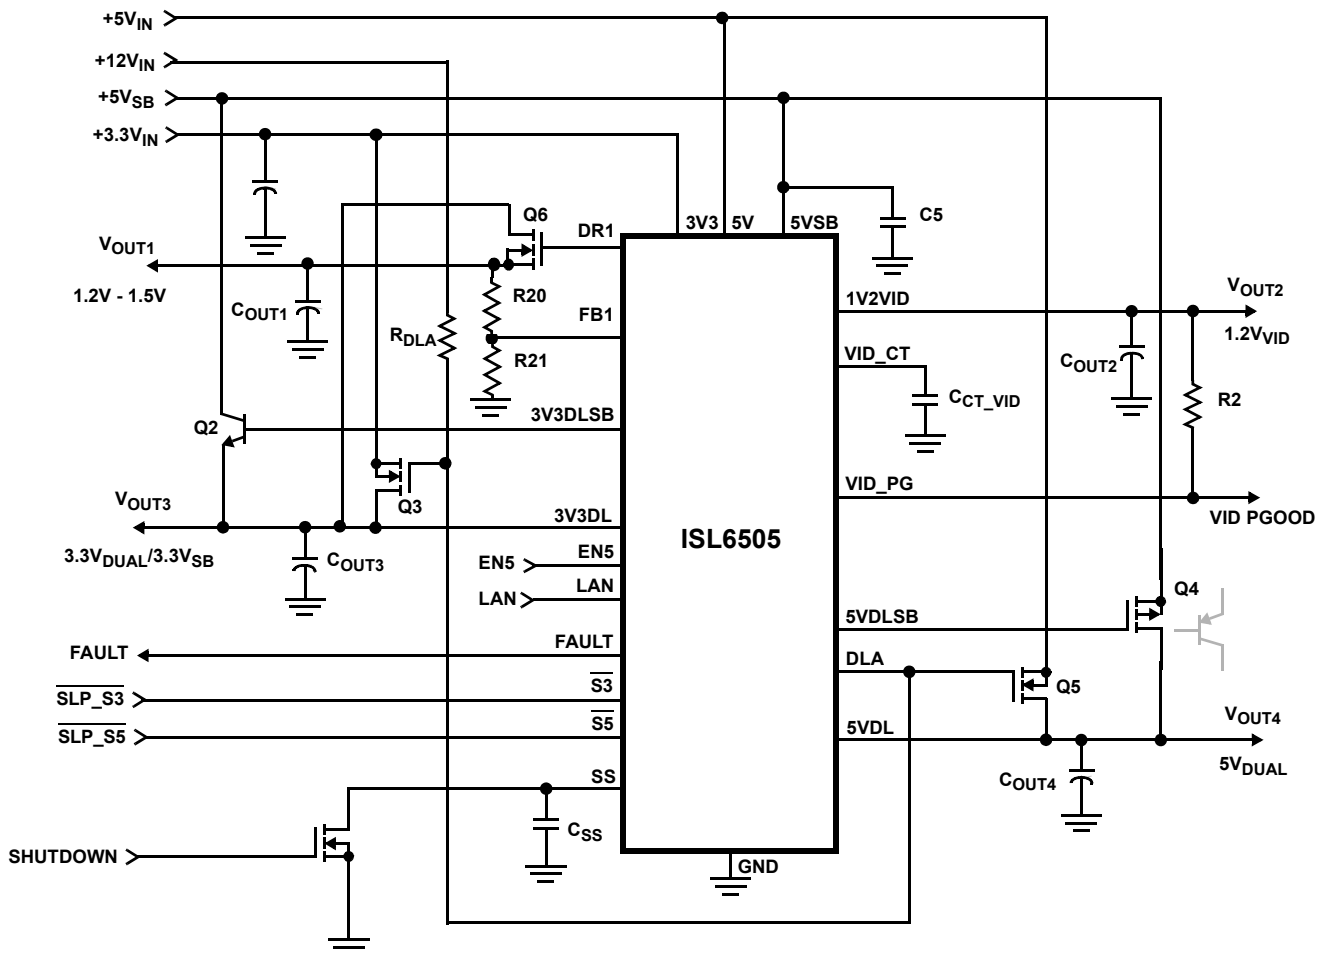 +5VIN
+12VIN
+5VSB
+3.3VIN
Q6
DR1
3V3
5V
5VSB
C5
VOUT1
1.2V - 1.5V
COUT1
R20
FB1
RDLA
R21
1V2VID
VOUT2
1.2VVID
VID_CT
COUT2
CCT_VID
R2
Q2
3V3DLSB
Q3
VID_PG
VID PGOOD
VOUT3
3.3VDUAL/3.3VSB
COUT3
3V3DL
ISL6505
EN5
EN5
LAN
LAN
Q4
5VDLSB
FAULT
FAULT
DLA
Q5
SLP_S3
S3
SLP_S5
S5
5VDL
VOUT4
5VDUAL
COUT4
SS
CSS
SHUTDOWN
GND